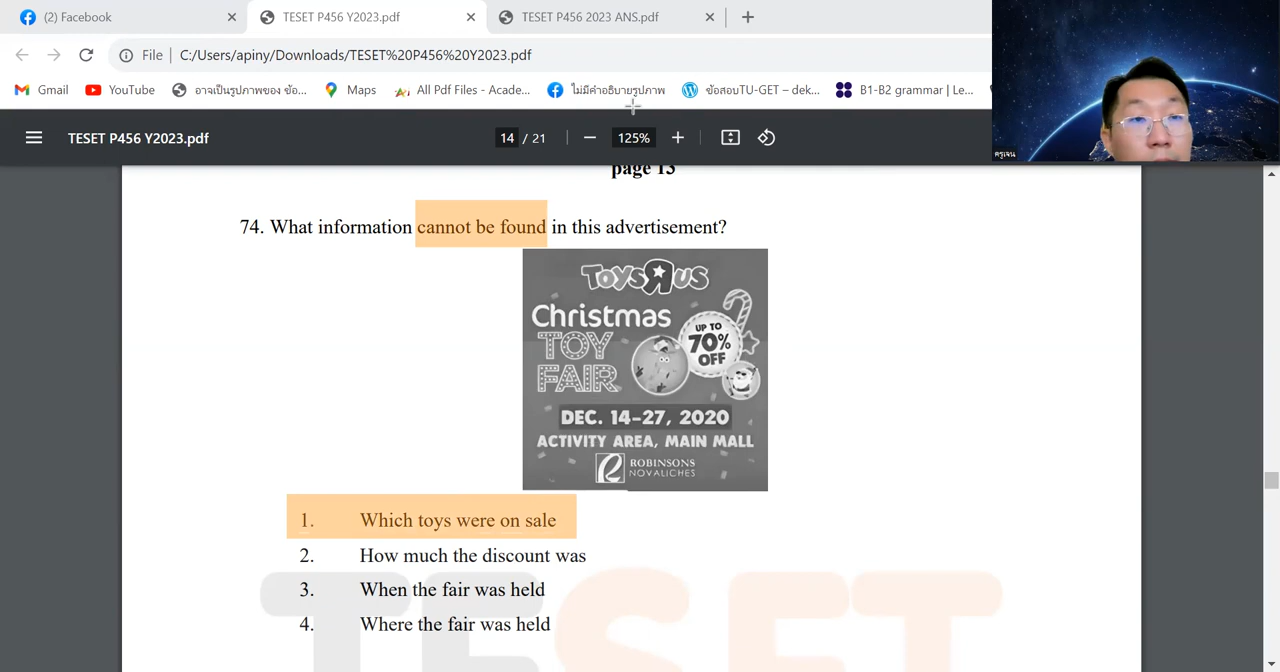 (2) Facebook
TESET P456 Y2023.pdf
TESET P456 2023 ANS.pdf
File
C:/Users/apiny/Downloads/TESET%20P456%20Y2023.pdf
Gmail
YouTube
อาจเป็นรูปภาพของ ข้อ...
Maps
All Pdf Files - Acade...
ไม่มีคำอธิบายรูปภาพ
ข้อสอบTU-GET – dek...
B1-B2 grammar | Le...
ครูเจน
TESET P456 Y2023.pdf
14 / 21
125%
page 13
74. What information cannot be found in this advertisement?
TOYS R US
Christmas
TOY
FAIR
UP TO
70%
OFF
DEC. 14-27, 2020
ACTIVITY AREA, MAIN MALL
R ROBINSONS
NOVALICHES
1. Which toys were on sale
2. How much the discount was
3. When the fair was held
4. Where the fair was held
TESET